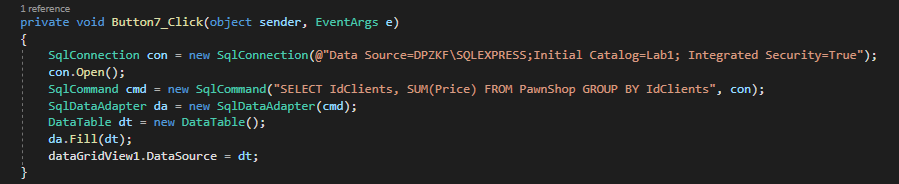 1 reference
private void Button7_Click(object sender, EventArgs e)
{
SqlConnection con = new SqlConnection(@"Data Source=DPZKF\SQLEXPRESS;Initial Catalog=Lab1; Integrated Security=True");
con.Open();
SqlCommand cmd = new SqlCommand("SELECT IdClients, SUM(Price) FROM PawnShop GROUP BY IdClients", con);
SqlDataAdapter da = new SqlDataAdapter(cmd);
DataTable dt = new DataTable();
da.Fill(dt);
dataGridView1.DataSource = dt;
}